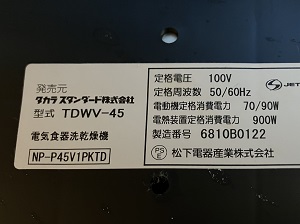 発売元
タカラスタンダード株式会社
型式 TDWV-45
電気食器洗乾燥機
NP-P45V1PKTD
定格電圧 100V
定格周波数 50/60Hz
電動機定格消費電力 70/90W
電熱装置定格消費電力 900W
製造番号 6810B0122
PS
E
松下電器産業株式会社
JET